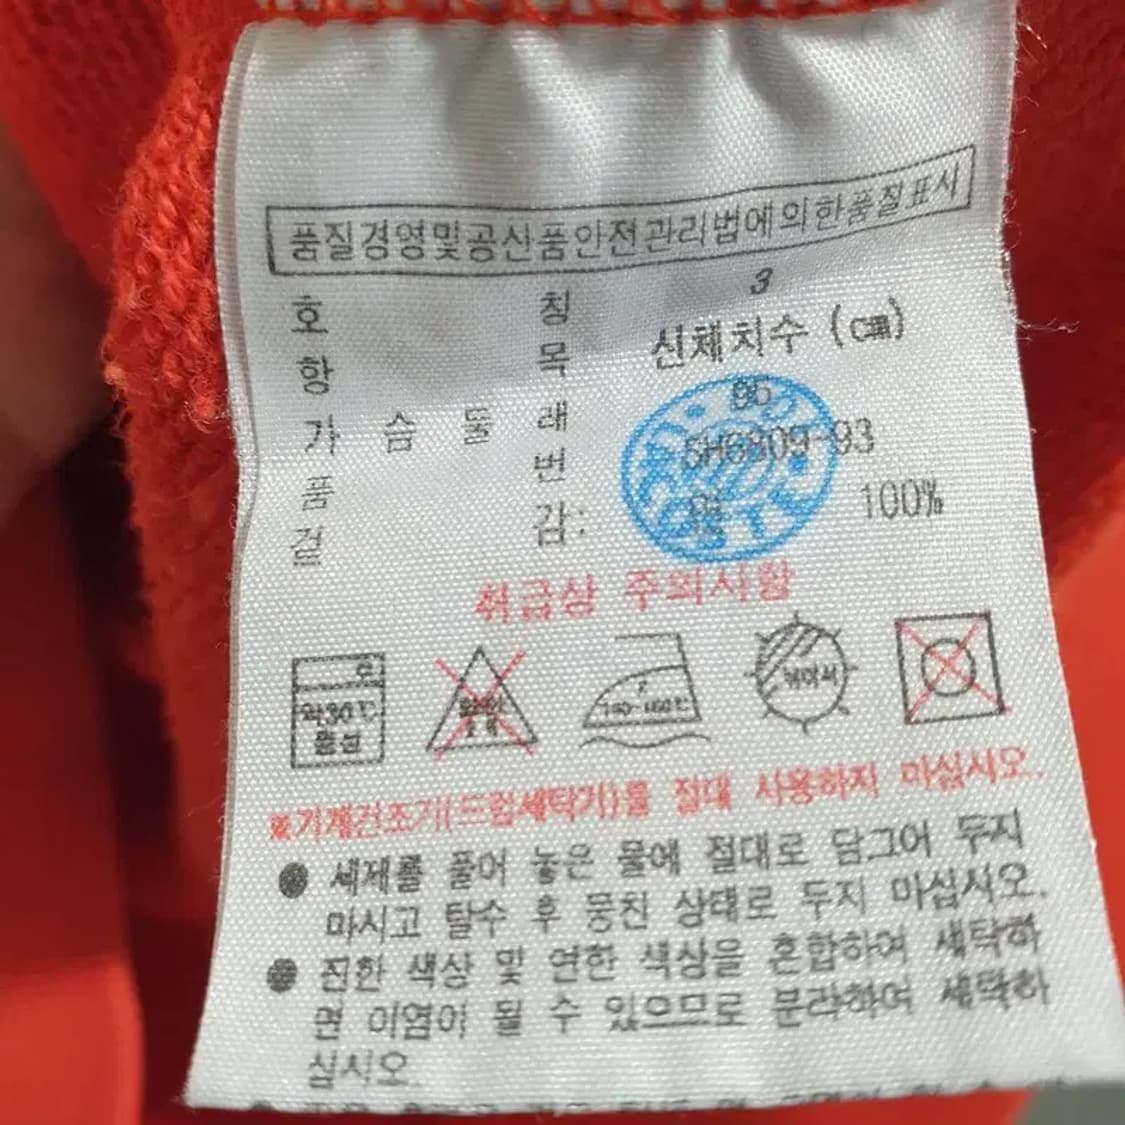 품질경영및공산품안전관리법에의한품질표시
호 칭 3
항 목 신체치수 (㎝)
가 슴 둘 레 95
품 번 SH6809-93
겉 감: 면 100%
취급상 주의사항
약30℃
중성
140-160℃
뉘어서
※기계건조기(드럼세탁기)를 절대 사용하지 마십시오.
● 세제를 풀어 놓은 물에 절대로 담그어 두지
마시고 탈수 후 뭉친 상태로 두지 마십시오.
● 진한 색상 및 연한 색상을 혼합하여 세탁하
면 이염이 될 수 있으므로 분리하여 세탁하
십시오.